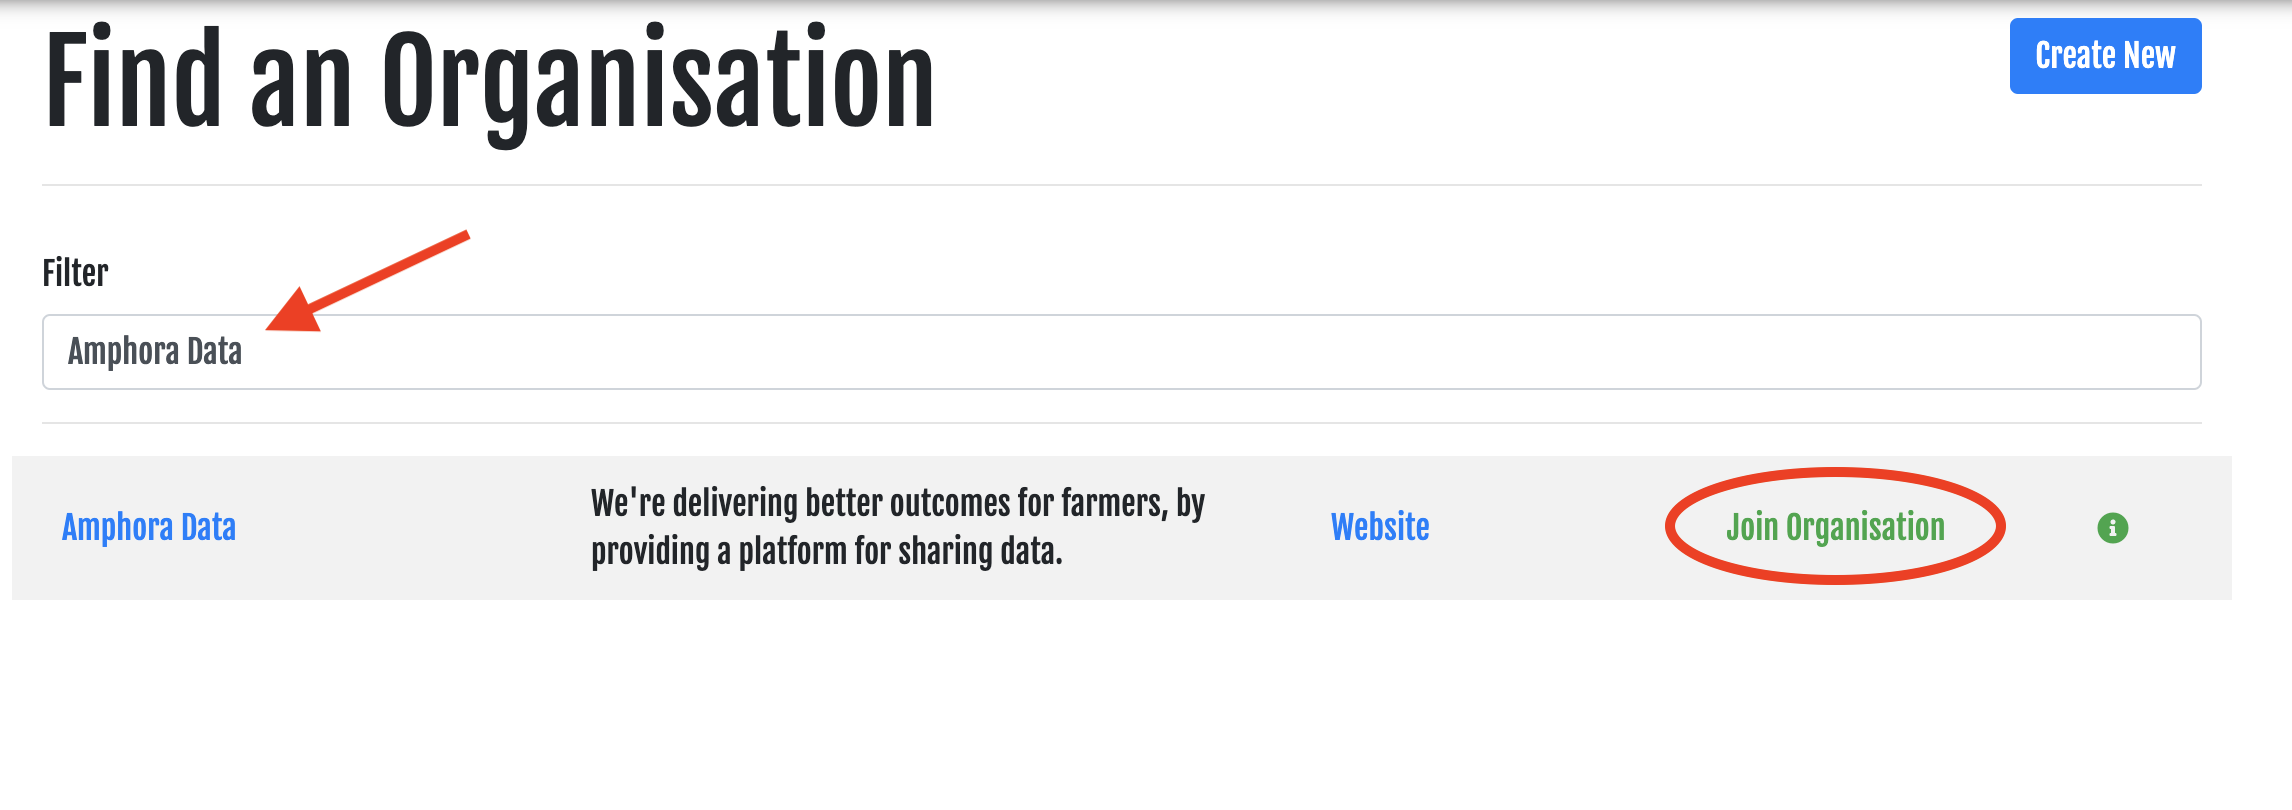 Find an Organisation
Create New
Filter
Amphora Data
Amphora Data
We're delivering better outcomes for farmers, by
providing a platform for sharing data.
Website
Join Organisation